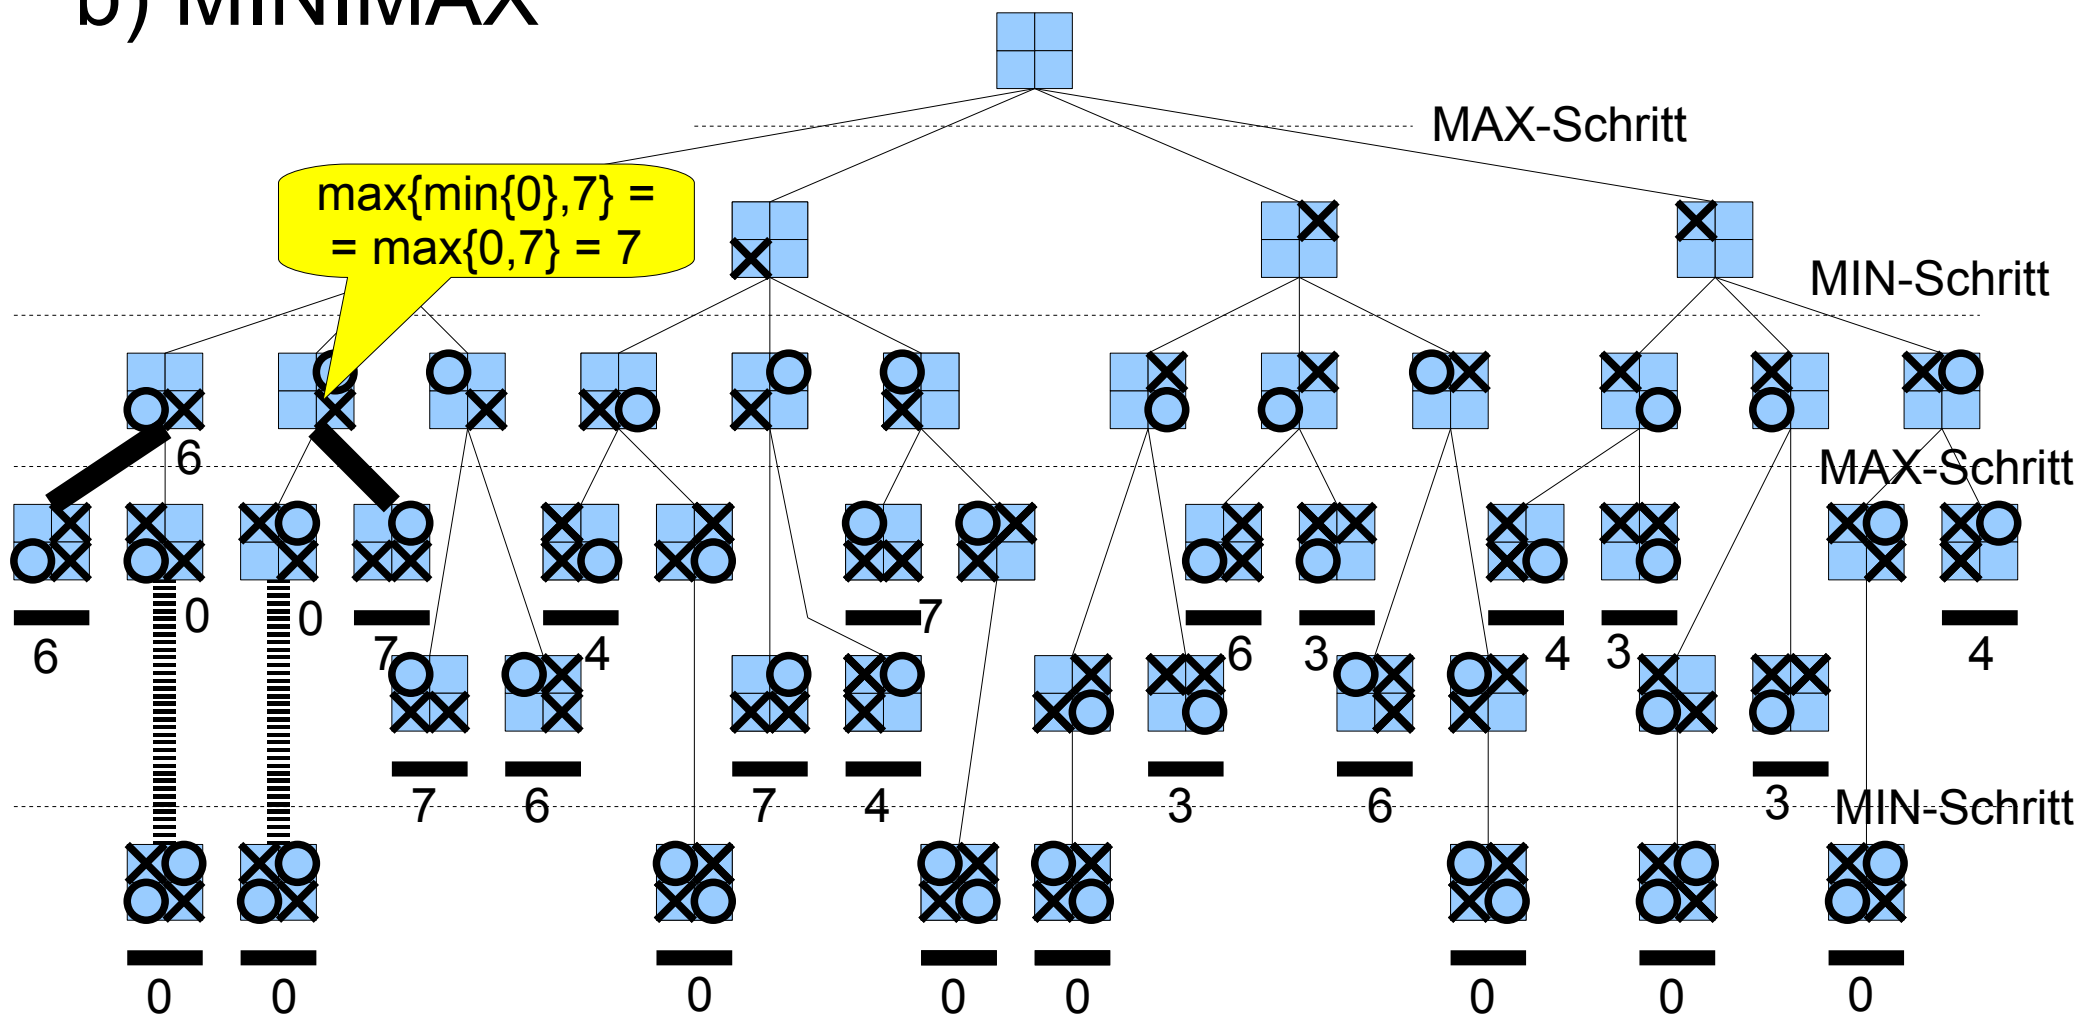 b) MINIMAX
MAX-Schritt
max{min{0},7} =
= max{0,7} = 7
MIN-Schritt
6
MAX-Schritt
0 0 7
6 7 4 6 3 4 3 4
7 6 7 4 3 6 3
MIN-Schritt
0 0 0 0 0 0 0 0